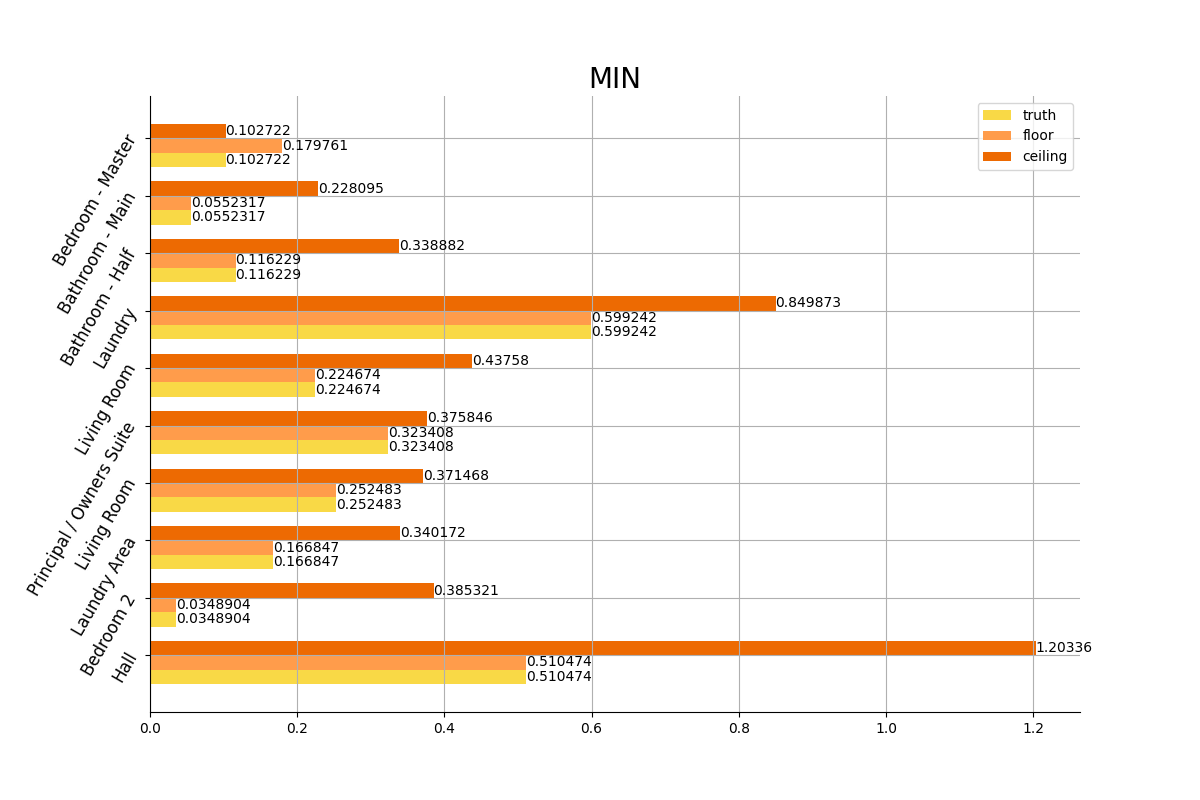 MIN
truth
floor
ceiling
Bedroom - Master
0.102722
0.179761
0.102722
Bathroom - Main
0.228095
0.0552317
0.0552317
Bathroom - Half
0.338882
0.116229
0.116229
Laundry
0.849873
0.599242
0.599242
Living Room
0.43758
0.224674
0.224674
Principal / Owners Suite
0.375846
0.323408
0.323408
Living Room
0.371468
0.252483
0.252483
Laundry Area
0.340172
0.166847
0.166847
Bedroom 2
0.385321
0.0348904
0.0348904
Hall
1.20336
0.510474
0.510474
0.0 0.2 0.4 0.6 0.8 1.0 1.2